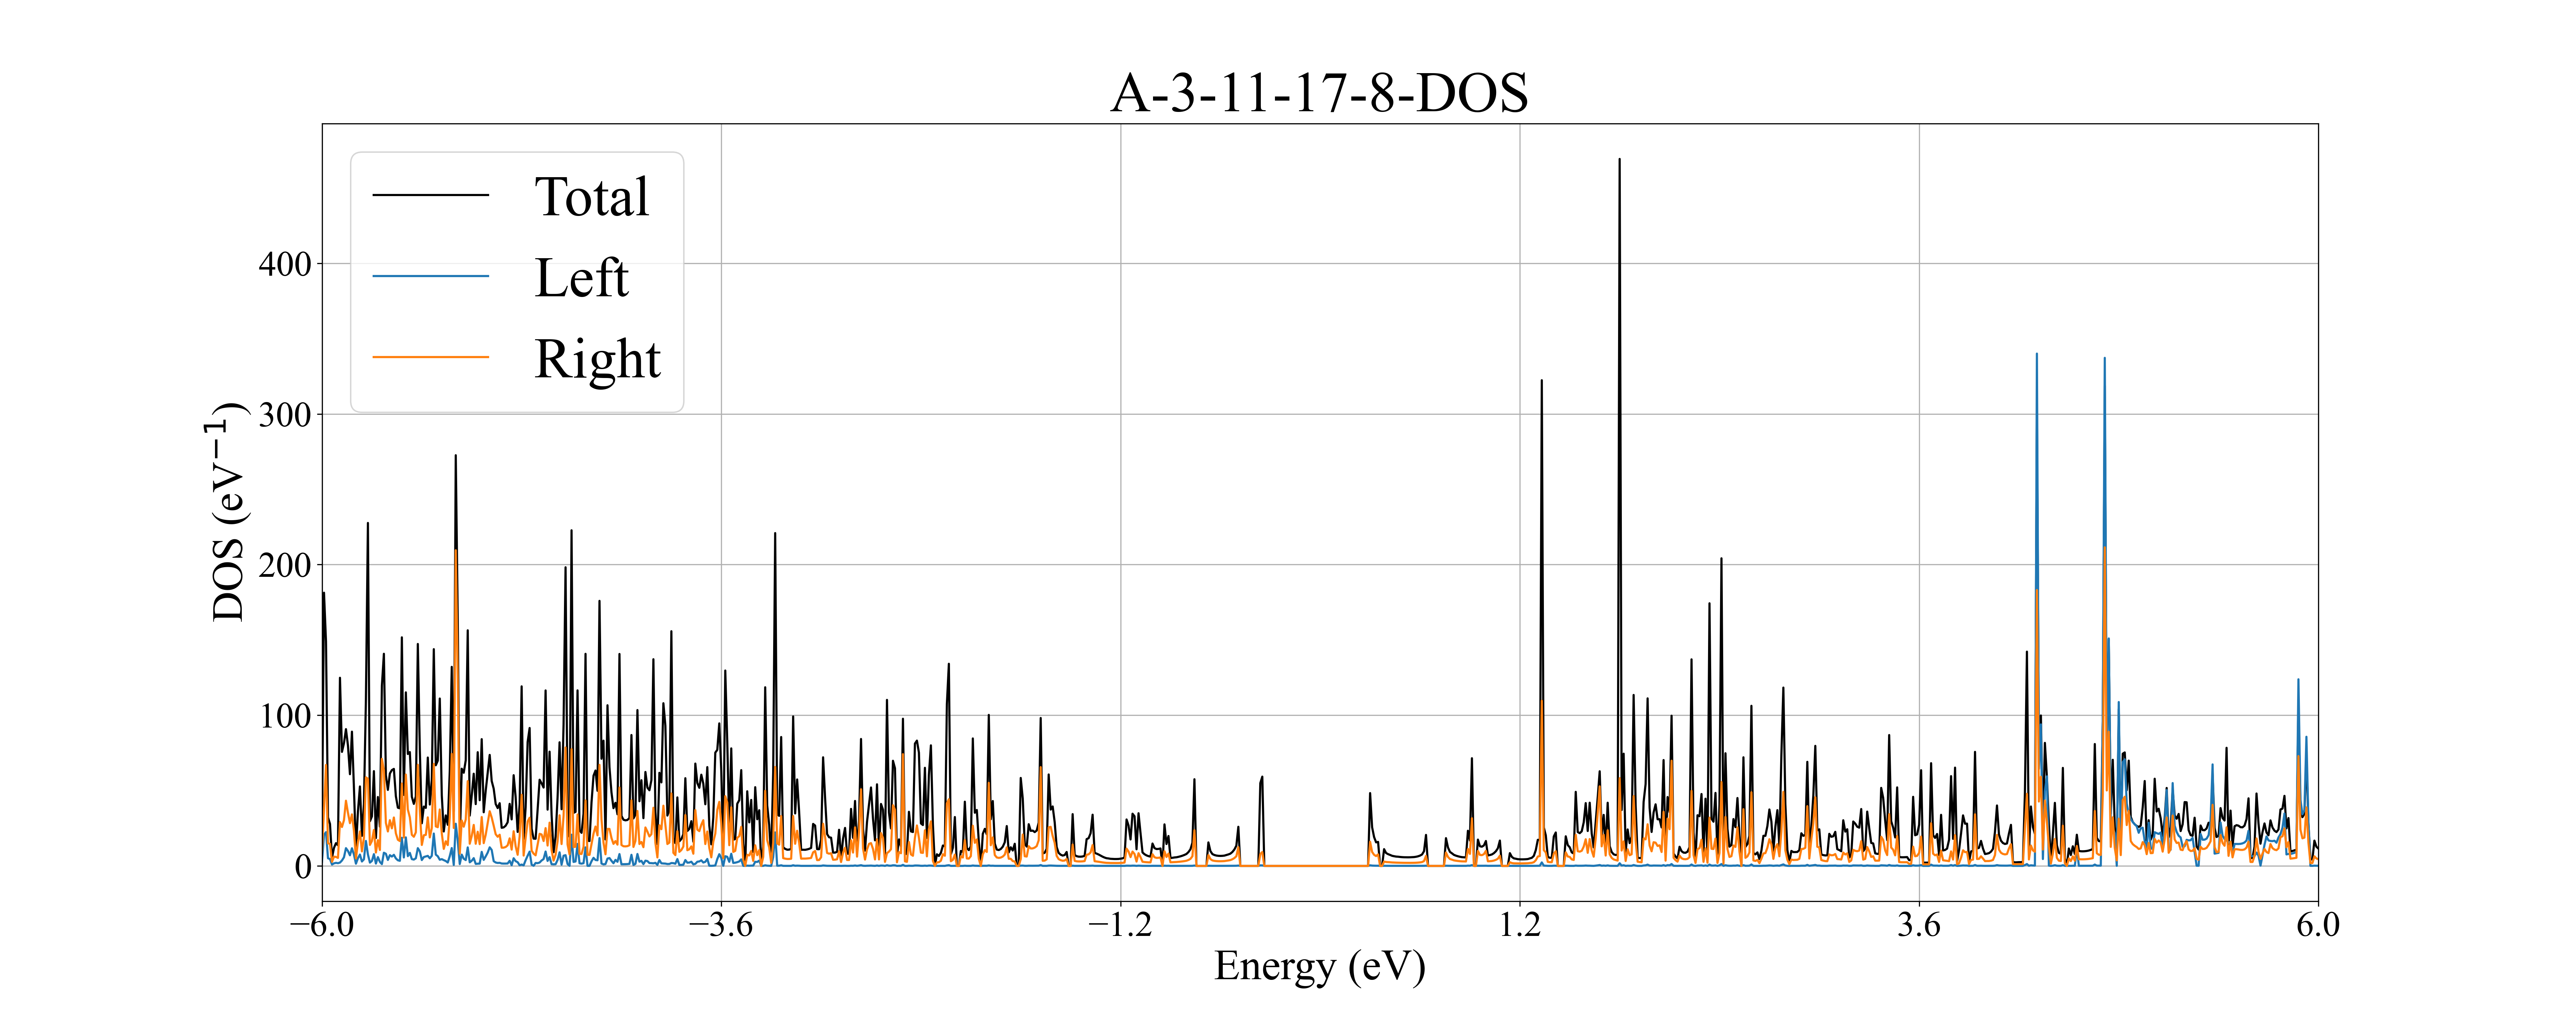 A-3-11-17-8-DOS
Total
Left
Right
DOS (eV⁻¹)
400
300
200
100
0
−6.0 −3.6 −1.2 1.2 3.6 6.0
Energy (eV)